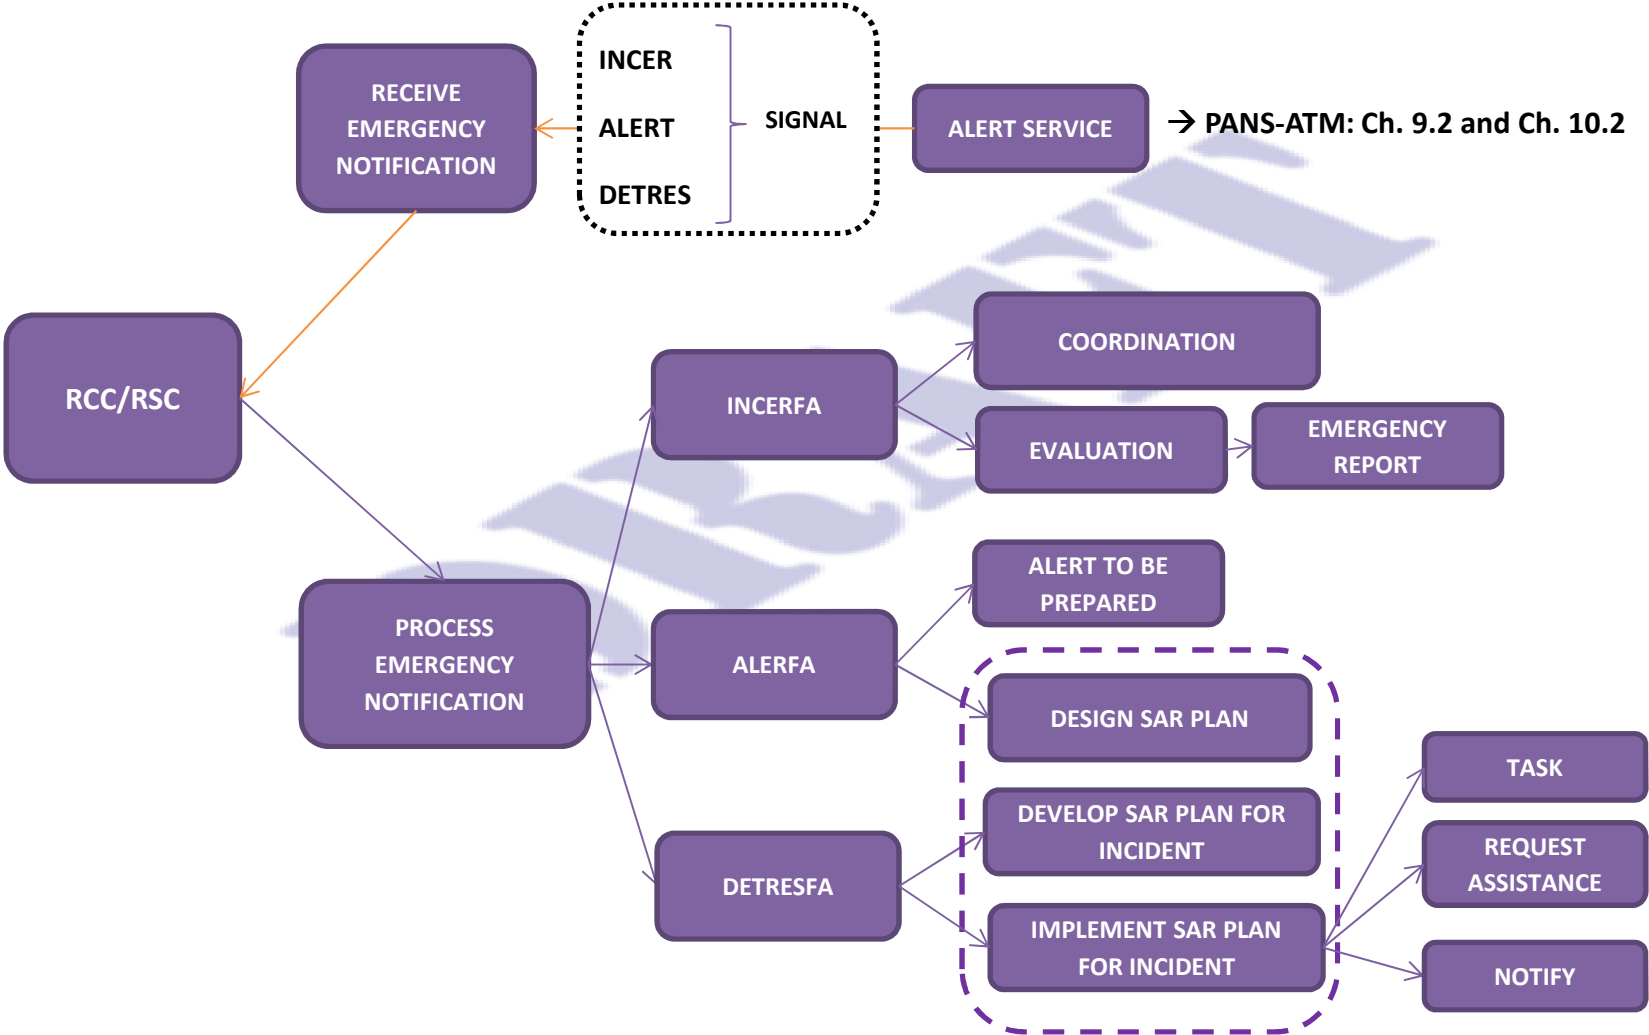 INCER
ALERT
DETRES
SIGNAL
RECEIVE
EMERGENCY
NOTIFICATION
ALERT SERVICE
→ PANS-ATM: Ch. 9.2 and Ch. 10.2
RCC/RSC
INCERFA
COORDINATION
EVALUATION
EMERGENCY
REPORT
PROCESS
EMERGENCY
NOTIFICATION
ALERFA
ALERT TO BE
PREPARED
DESIGN SAR PLAN
DETRESFA
DEVELOP SAR PLAN FOR
INCIDENT
IMPLEMENT SAR PLAN
FOR INCIDENT
TASK
REQUEST
ASSISTANCE
NOTIFY